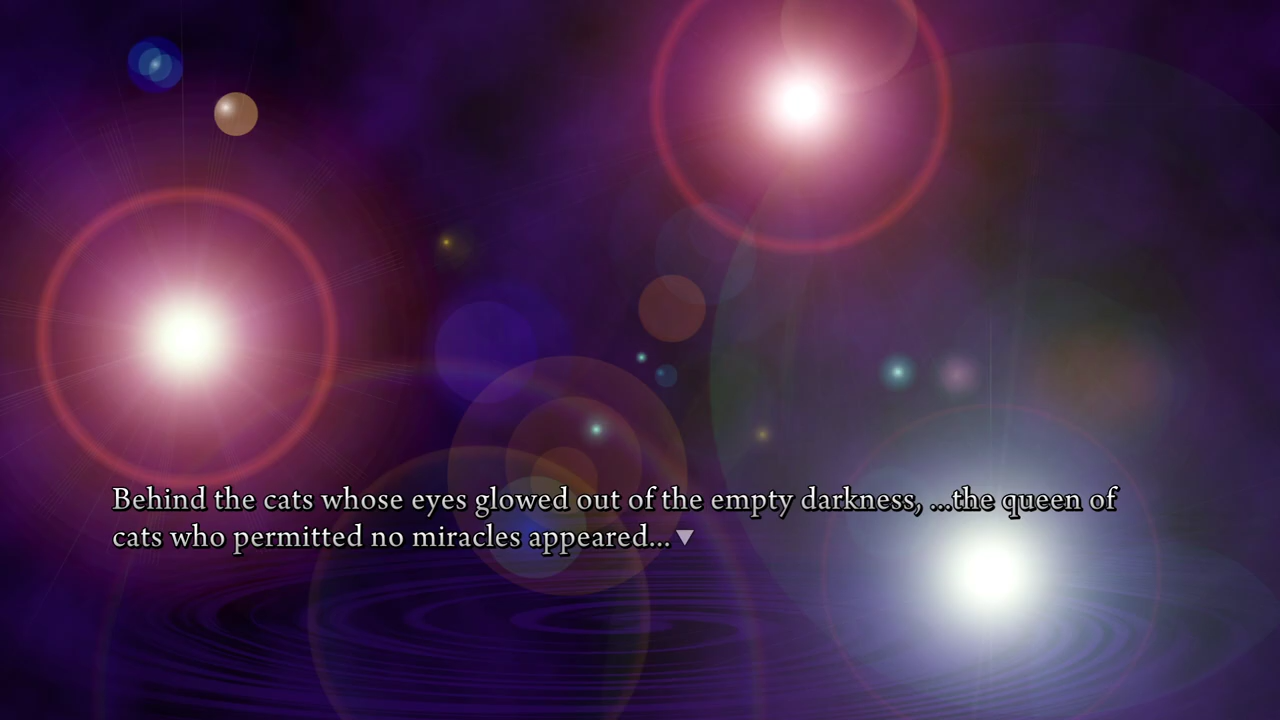 Behind the cats whose eyes glowed out of the empty darkness, ...the queen of
cats who permitted no miracles appeared...